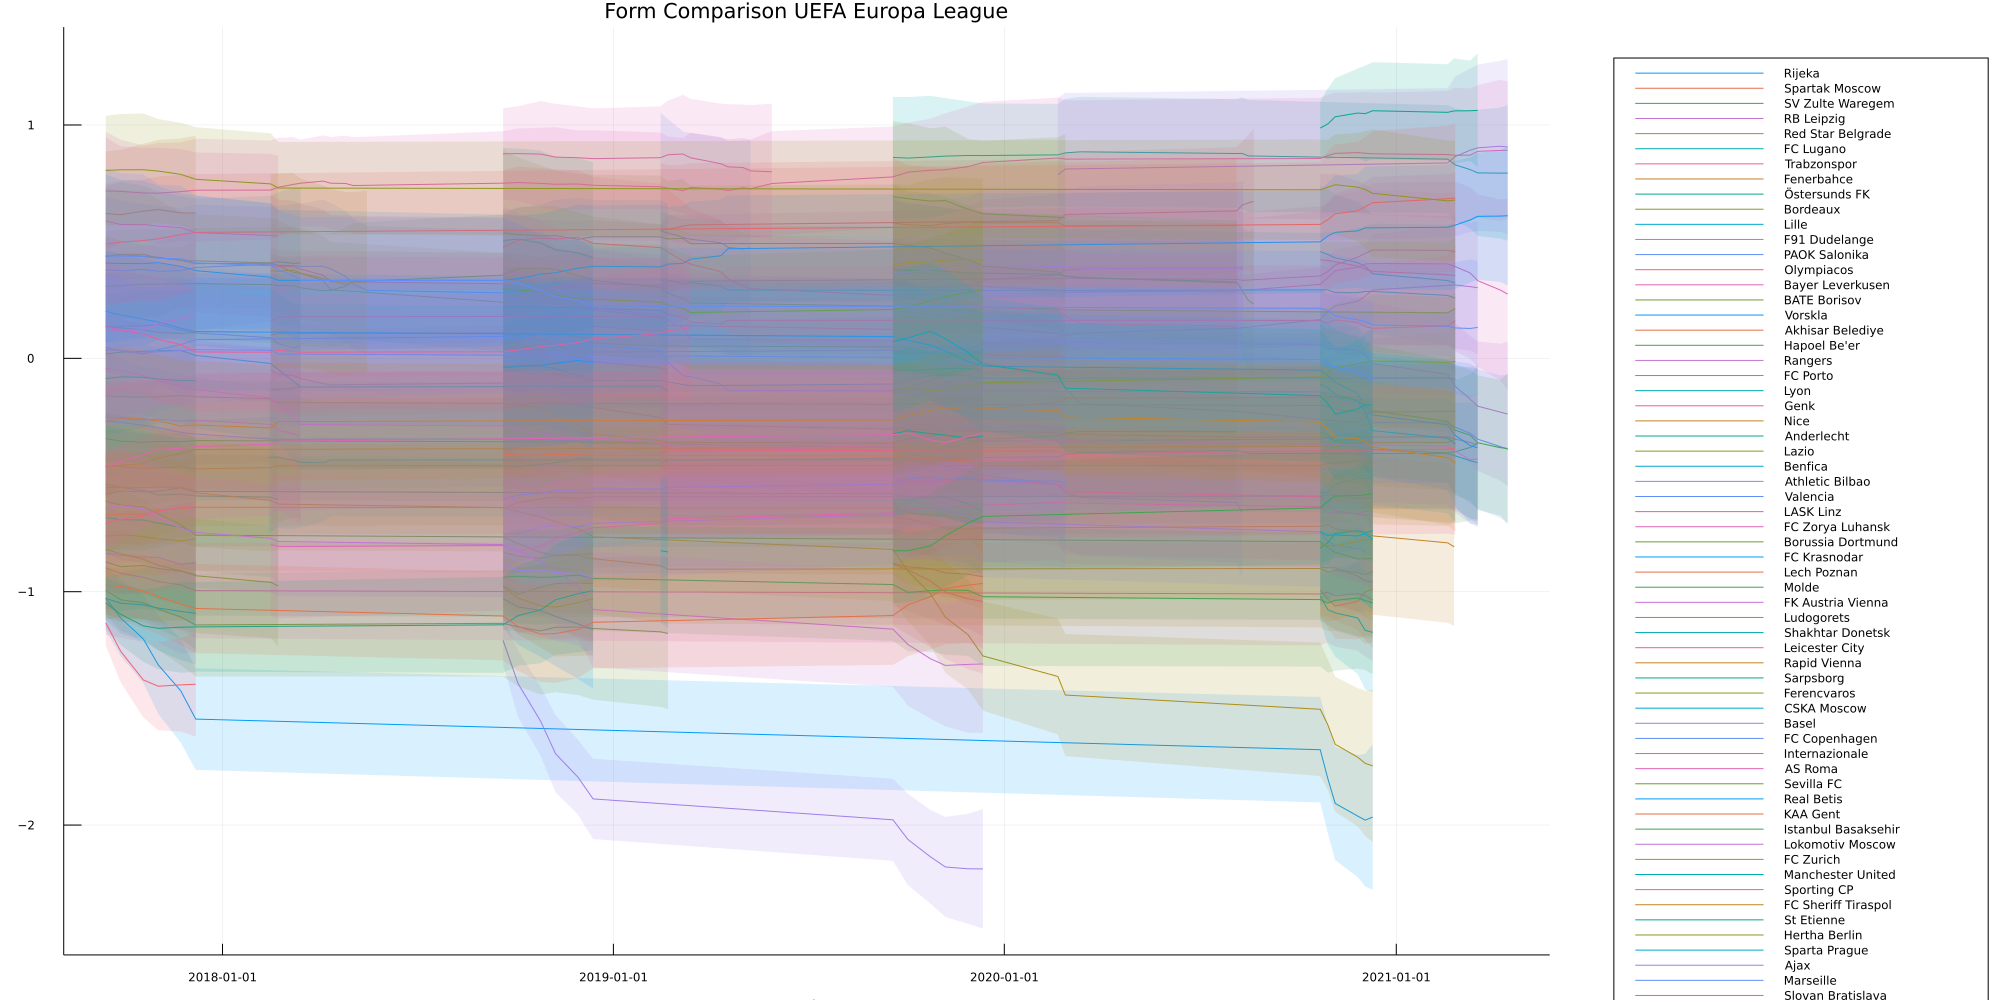 Form Comparison UEFA Europa League
1
0
−1
−2
2018-01-01
2019-01-01
2020-01-01
2021-01-01
Rijeka
Spartak Moscow
SV Zulte Waregem
RB Leipzig
Red Star Belgrade
FC Lugano
Trabzonspor
Fenerbahce
Östersunds FK
Bordeaux
Lille
F91 Dudelange
PAOK Salonika
Olympiacos
Bayer Leverkusen
BATE Borisov
Vorskla
Akhisar Belediye
Hapoel Be'er
Rangers
FC Porto
Lyon
Genk
Nice
Anderlecht
Lazio
Benfica
Athletic Bilbao
Valencia
LASK Linz
FC Zorya Luhansk
Borussia Dortmund
FC Krasnodar
Lech Poznan
Molde
FK Austria Vienna
Ludogorets
Shakhtar Donetsk
Leicester City
Rapid Vienna
Sarpsborg
Ferencvaros
CSKA Moscow
Basel
FC Copenhagen
Internazionale
AS Roma
Sevilla FC
Real Betis
KAA Gent
Istanbul Basaksehir
Lokomotiv Moscow
FC Zurich
Manchester United
Sporting CP
FC Sheriff Tiraspol
St Etienne
Hertha Berlin
Sparta Prague
Ajax
Marseille
Slovan Bratislava